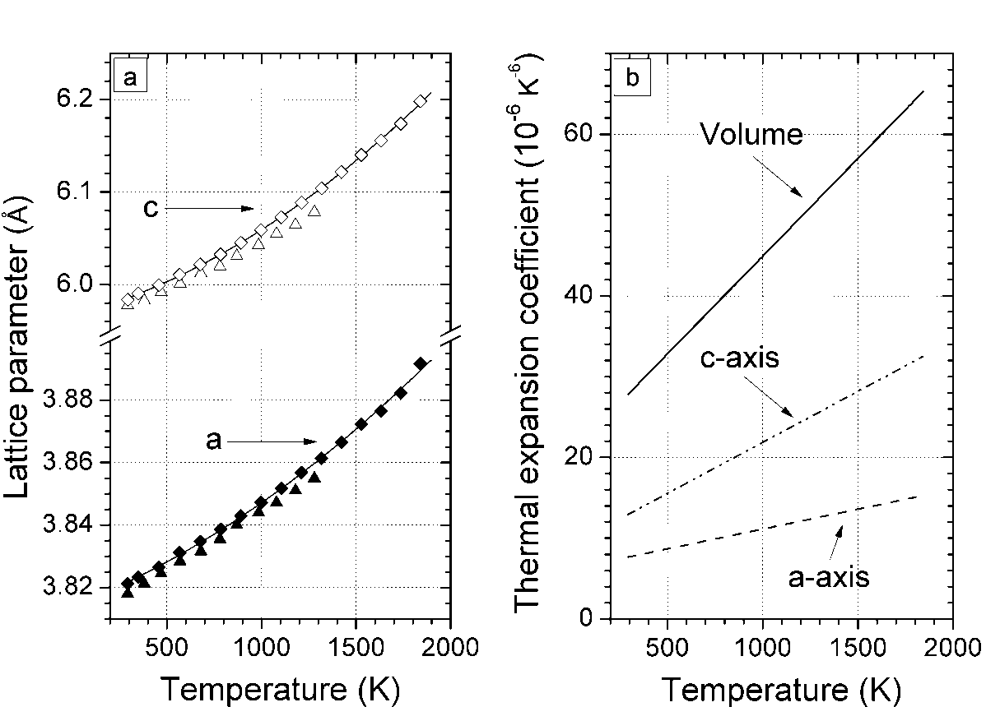 a
6.2
6.1
6.0
3.88
3.86
3.84
3.82
c
a
Lattice parameter (Å)
500
1000
1500
2000
Temperature (K)
b
60
40
20
0
Volume
c-axis
a-axis
Thermal expansion coefficient (10⁻⁶ K⁻⁶)
500
1000
1500
2000
Temperature (K)